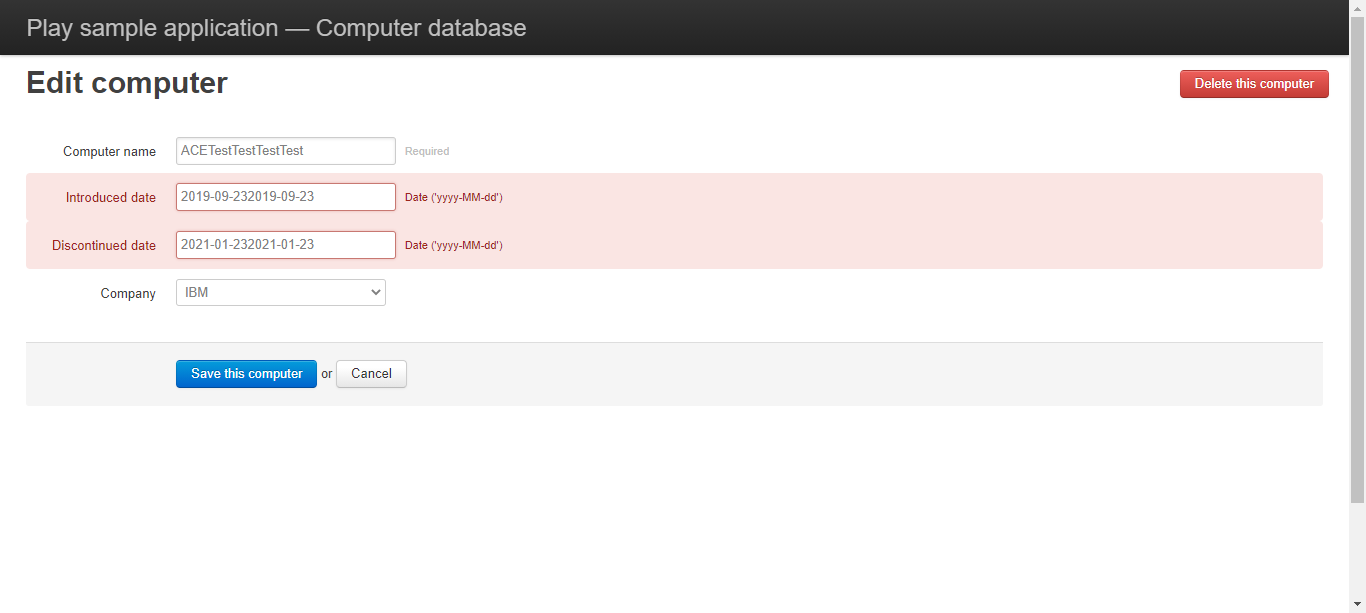 Play sample application — Computer database
Edit computer
Delete this computer
Computer name ACETestTestTestTest Required
Introduced date 2019-09-232019-09-23 Date ('yyyy-MM-dd')
Discontinued date 2021-01-232021-01-23 Date ('yyyy-MM-dd')
Company IBM
Save this computer or Cancel